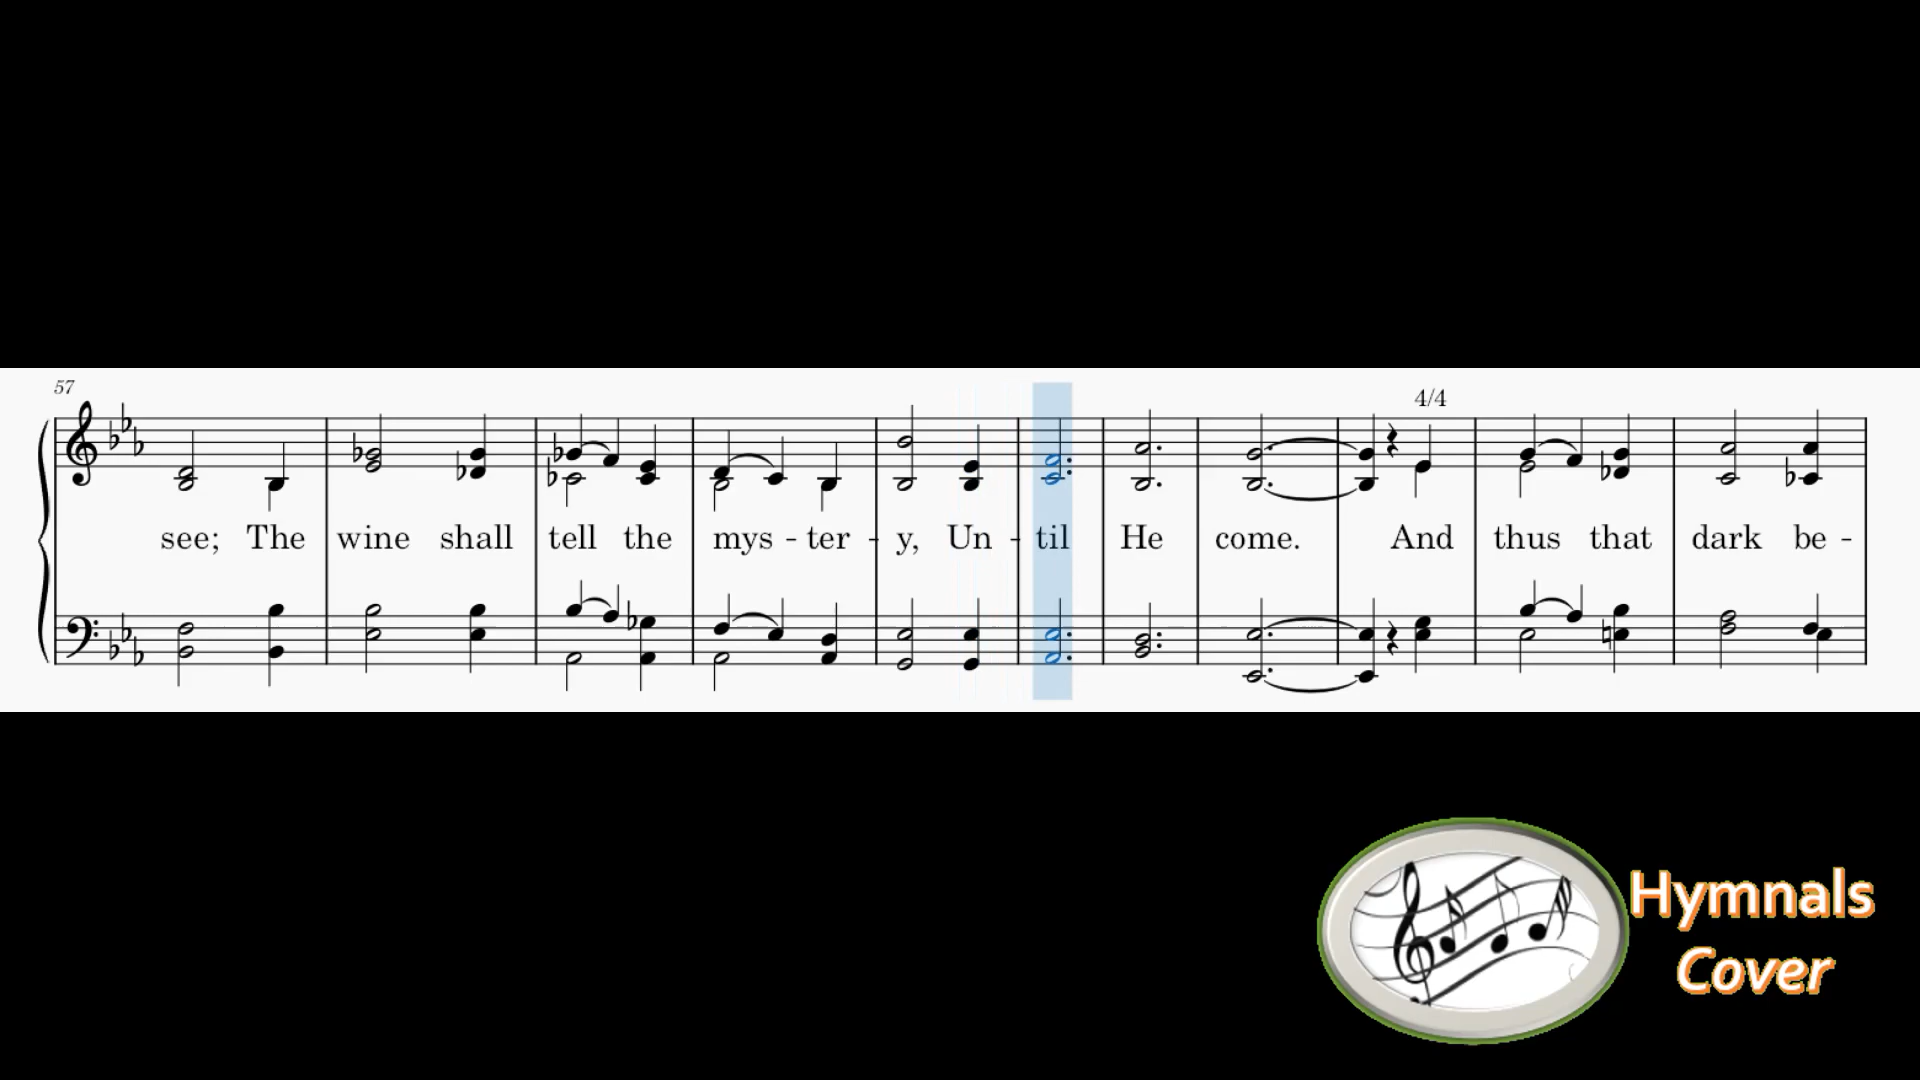 57
4/4
see; The wine shall tell the mys - ter - y, Un - til He come. And thus that dark be -
Hymnals
Cover